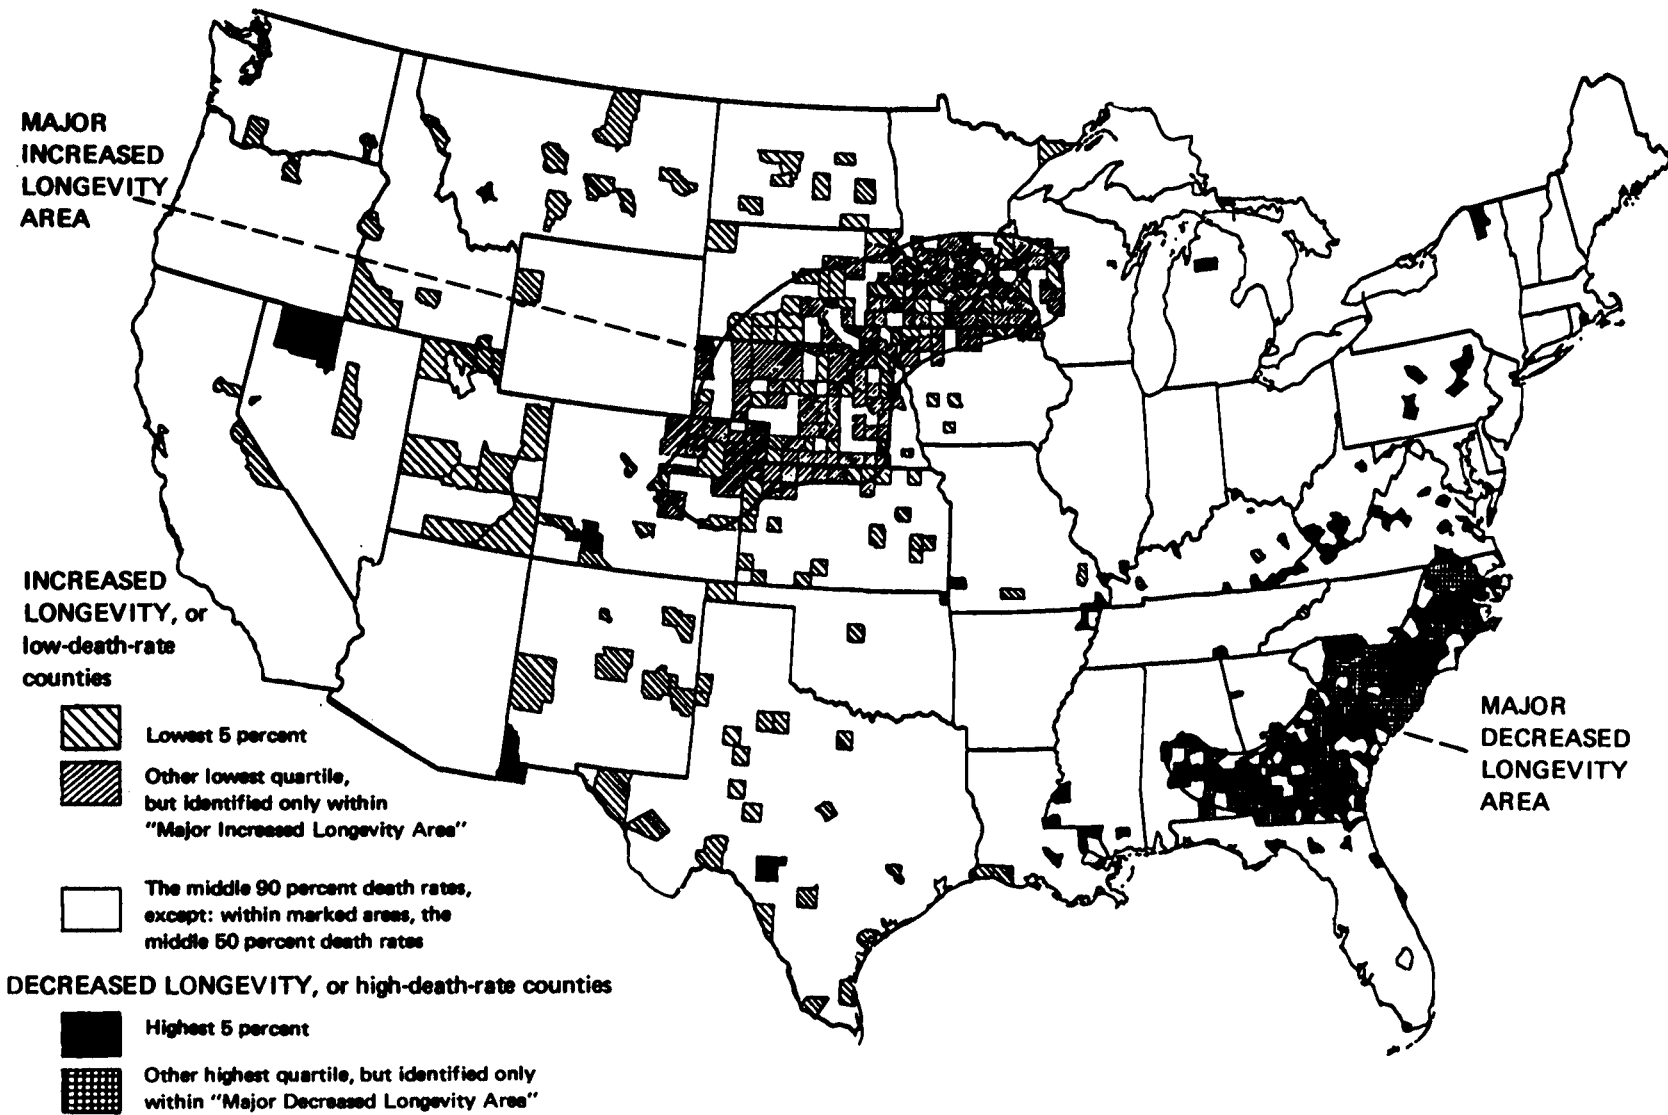 MAJOR
INCREASED
LONGEVITY
AREA
INCREASED
LONGEVITY, or
low-death-rate
counties
Lowest 5 percent
Other lowest quartile,
but identified only within
"Major Increased Longevity Area"
The middle 90 percent death rates,
except: within marked areas, the
middle 50 percent death rates
DECREASED LONGEVITY, or high-death-rate counties
Highest 5 percent
Other highest quartile, but identified only
within "Major Decreased Longevity Area"
MAJOR
DECREASED
LONGEVITY
AREA